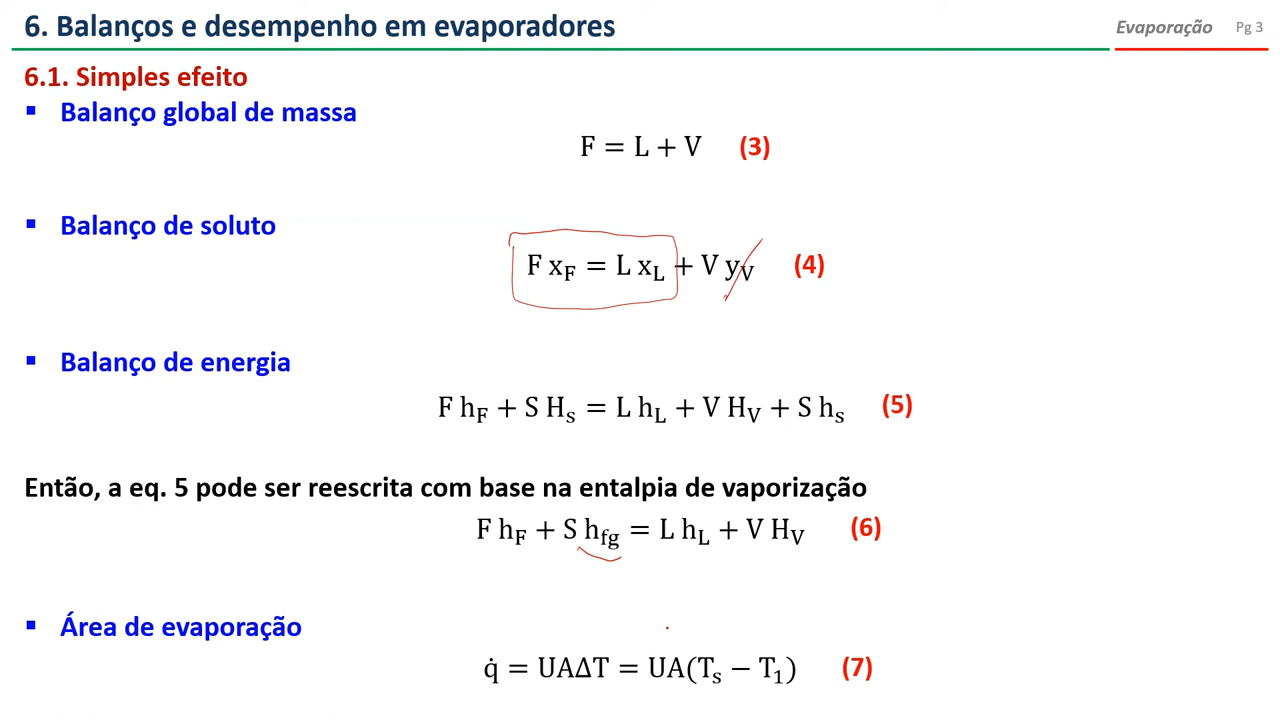 6. Balanços e desempenho em evaporadores
Evaporação Pg 3
6.1. Simples efeito
▪ Balanço global de massa
F = L + V (3)
▪ Balanço de soluto
F x_F = L x_L + V y_V (4)
▪ Balanço de energia
F h_F + S H_s = L h_L + V H_V + S h_s (5)
Então, a eq. 5 pode ser reescrita com base na entalpia de vaporização
F h_F + S h_fg = L h_L + V H_V (6)
▪ Área de evaporação
q̇ = UAΔT = UA(T_s − T_1) (7)